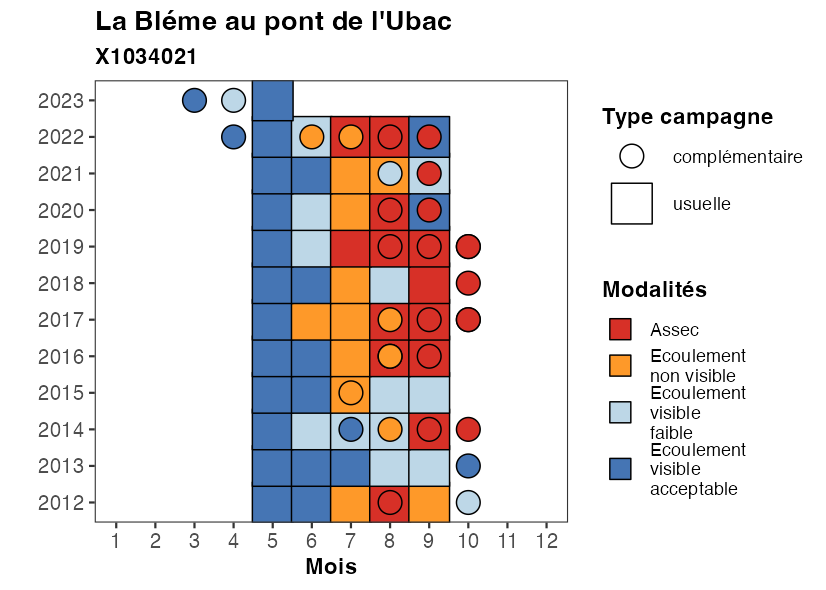 La Bléme au pont de l'Ubac
X1034021
2023
2022
2021
2020
2019
2018
2017
2016
2015
2014
2013
2012
1 2 3 4 5 6 7 8 9 10 11 12
Mois
Type campagne
complémentaire
usuelle
Modalités
Assec
Ecoulement
non visible
Ecoulement
visible
faible
Ecoulement
visible
acceptable